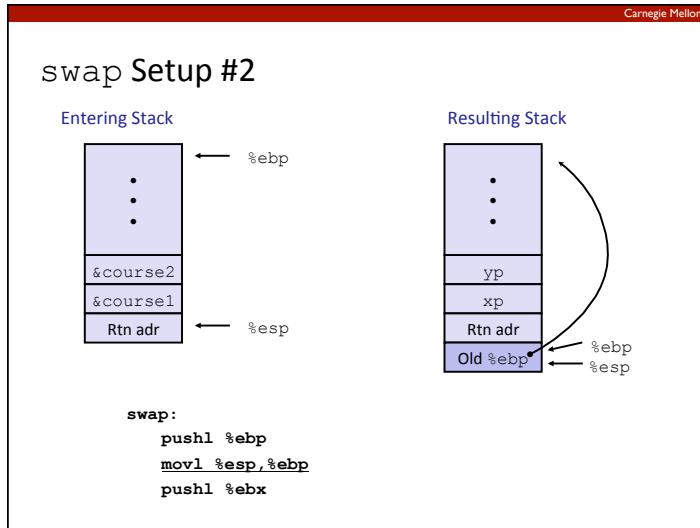 Carnegie Mellon
swap Setup #2
Entering Stack
%ebp
&course2
&course1
Rtn adr
%esp
Resulting Stack
yp
xp
Rtn adr
Old %ebp
%ebp
%esp
swap:
pushl %ebp
movl %esp,%ebp
pushl %ebx